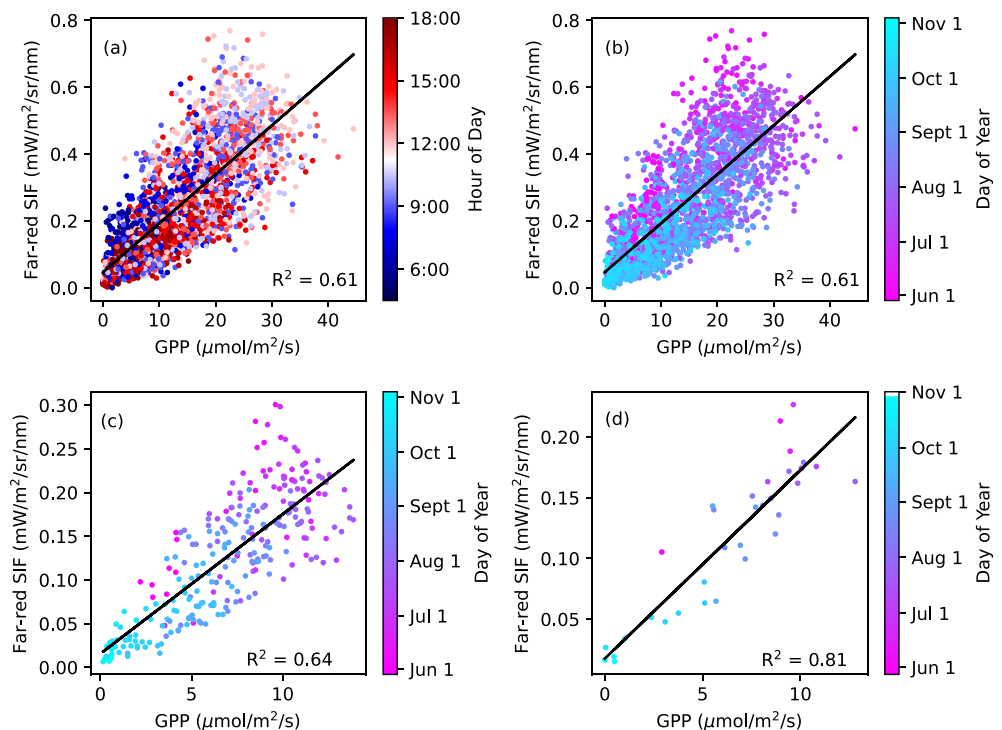 (a)
0.8
0.6
0.4
0.2
0.0
Far-red SIF (mW/m²/sr/nm)
0 10 20 30 40
GPP (μmol/m²/s)
R² = 0.61
18:00
15:00
12:00
9:00
6:00
Hour of Day
(b)
0.8
0.6
0.4
0.2
0.0
Far-red SIF (mW/m²/sr/nm)
0 10 20 30 40
GPP (μmol/m²/s)
R² = 0.61
Nov 1
Oct 1
Sept 1
Aug 1
Jul 1
Jun 1
Day of Year
(c)
0.30
0.25
0.20
0.15
0.10
0.05
0.00
Far-red SIF (mW/m²/sr/nm)
0 5 10
GPP (μmol/m²/s)
R² = 0.64
Nov 1
Oct 1
Sept 1
Aug 1
Jul 1
Jun 1
Day of Year
(d)
0.20
0.15
0.10
0.05
Far-red SIF (mW/m²/sr/nm)
0 5 10
GPP (μmol/m²/s)
R² = 0.81
Nov 1
Oct 1
Sept 1
Aug 1
Jul 1
Jun 1
Day of Year